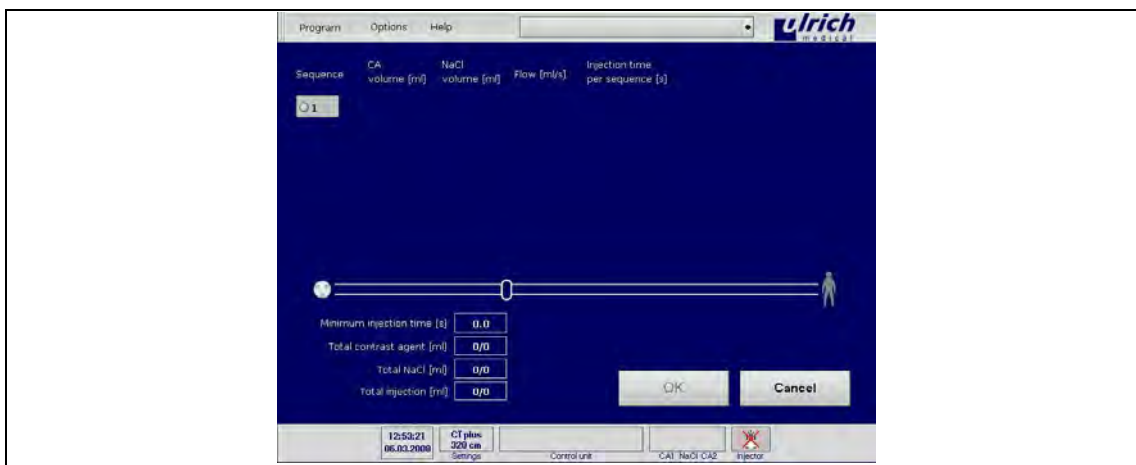 Program Options Help
ulrich
medical
Sequence CA volume [ml] NaCl volume [ml] Flow [ml/s] Injection time per sequence [s]
1
Minimum injection time [s] 0.0
Total contrast agent [ml] 0/0
Total NaCl [ml] 0/0
Total injection [ml] 0/0
OK Cancel
12:53:21 CT plus
06.03.2009 320 cm
Settings Control unit CA1 NaCl CA2 Injector